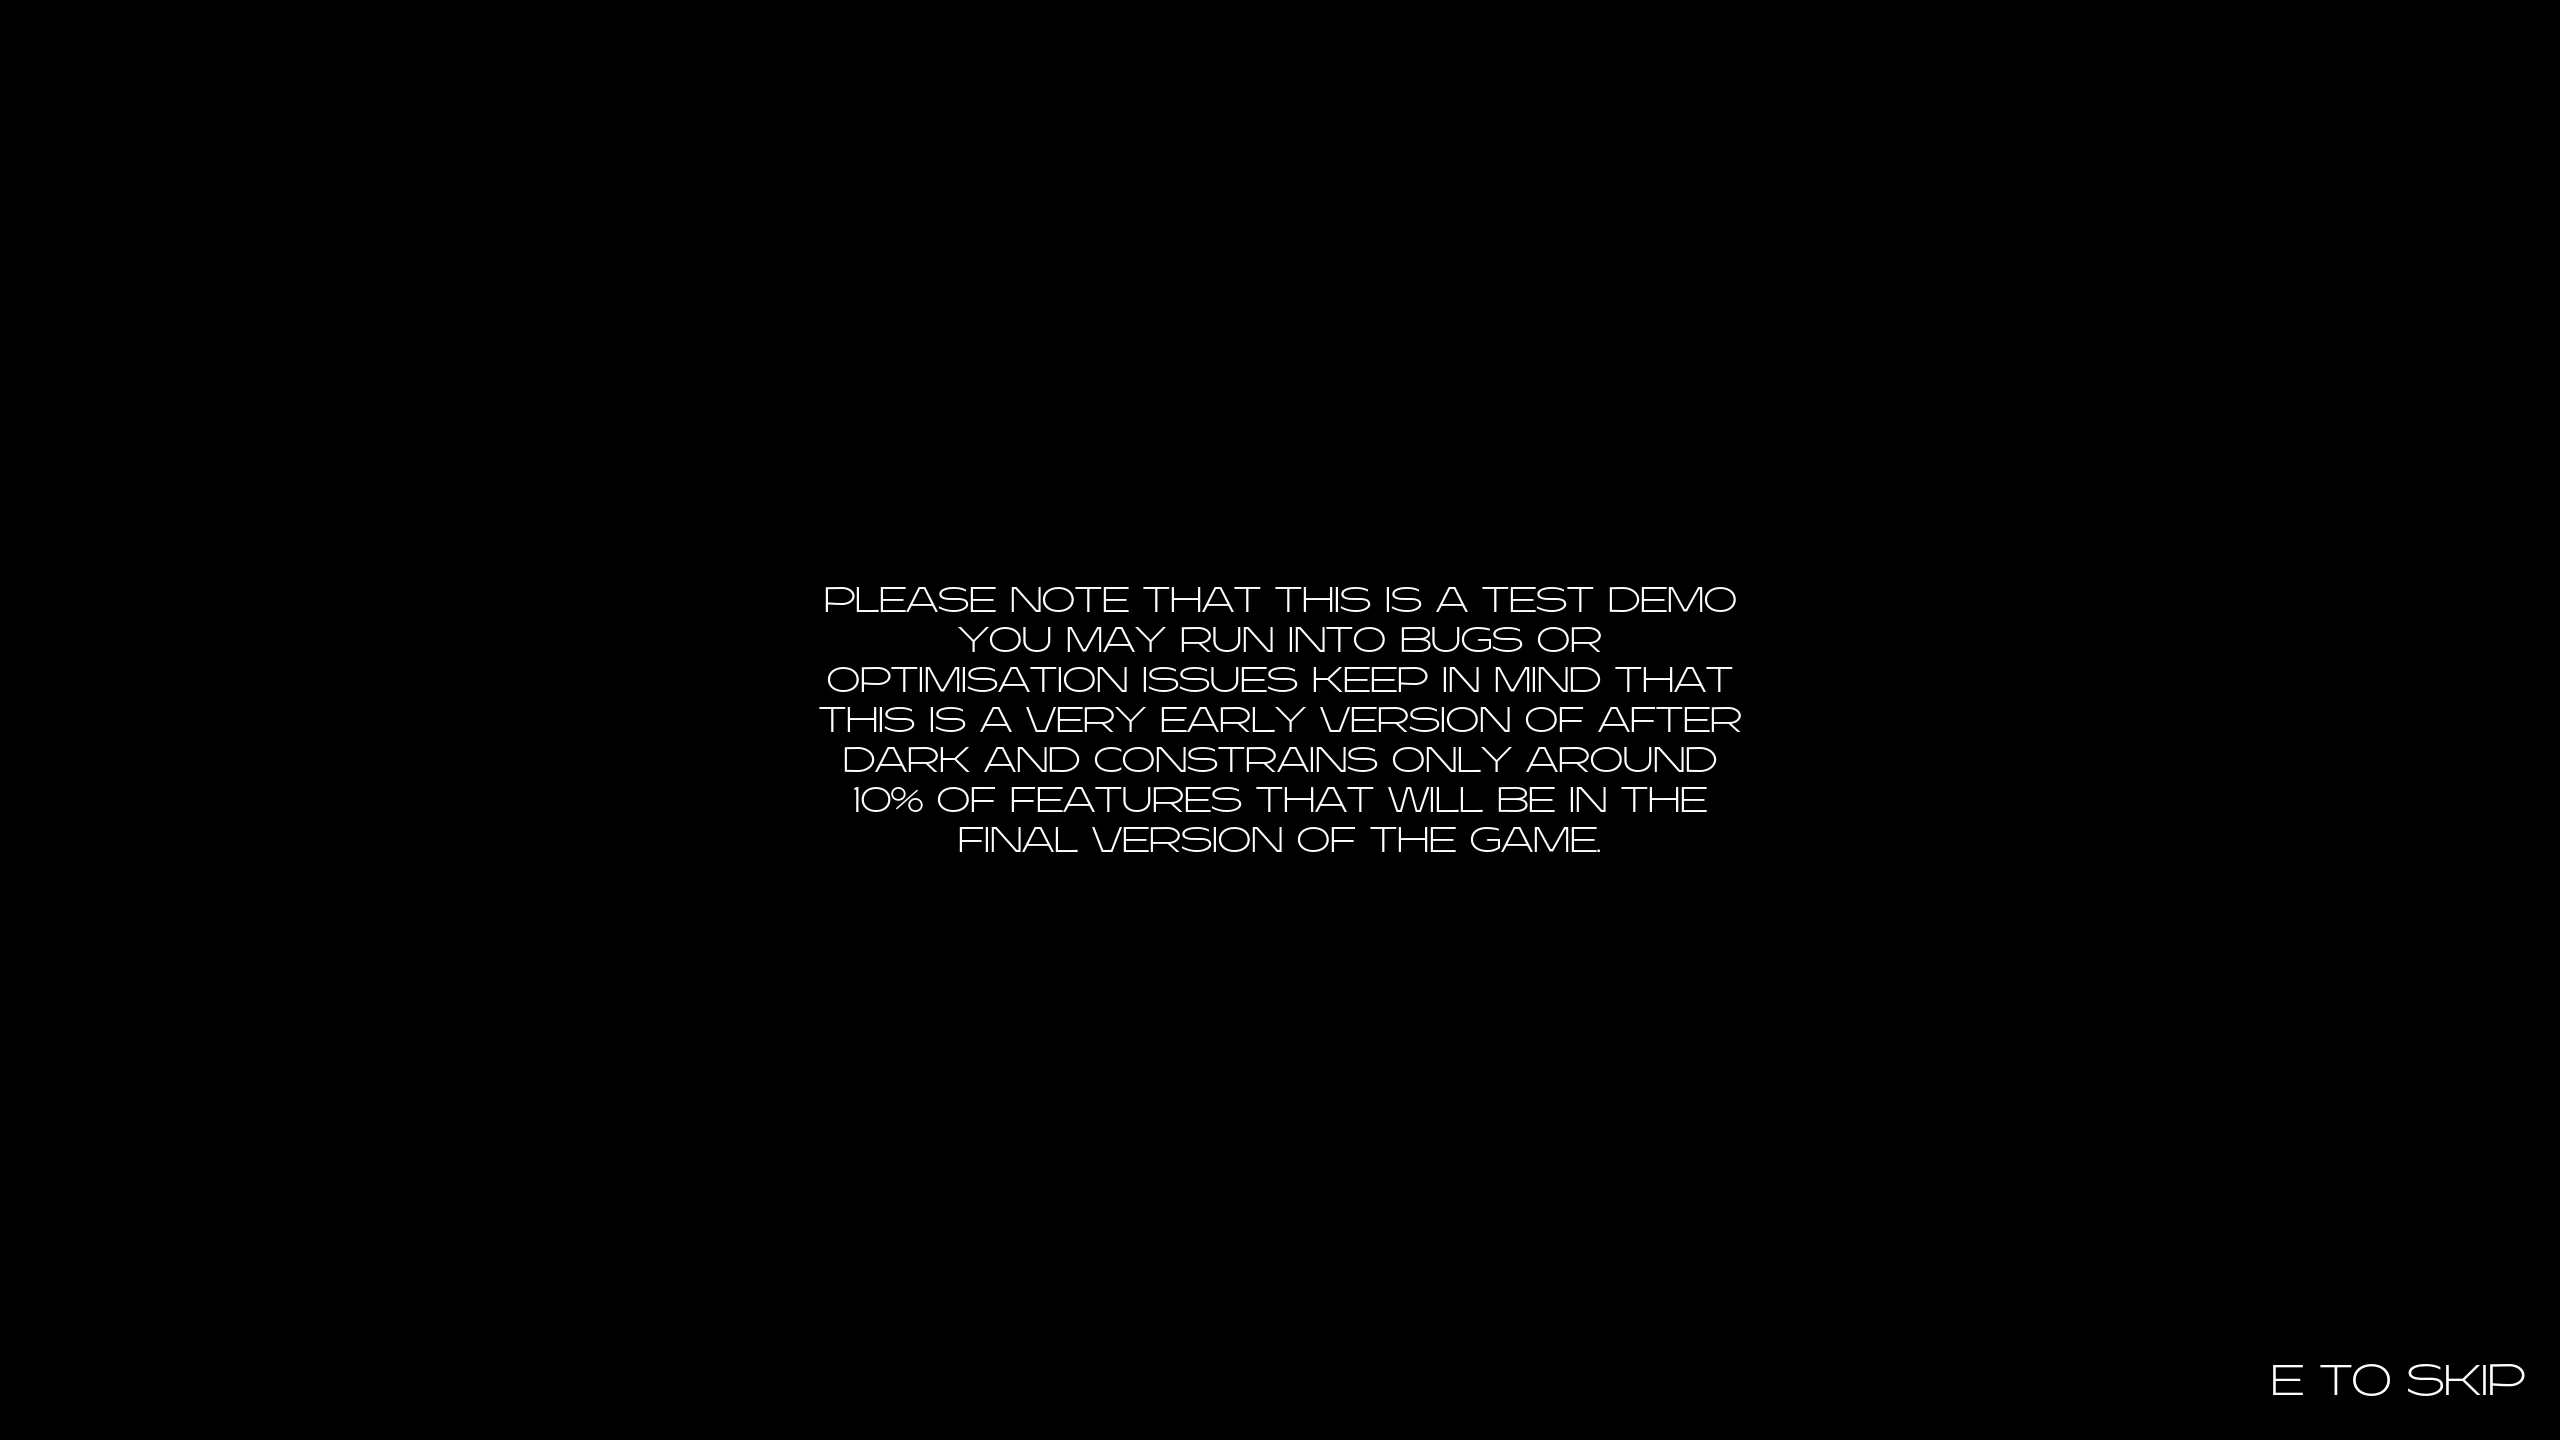 PLEASE NOTE THAT THIS IS A TEST DEMO
YOU MAY RUN INTO BUGS OR
OPTIMISATION ISSUES KEEP IN MIND THAT
THIS IS A VERY EARLY VERSION OF AFTER
DARK AND CONSTRAINS ONLY AROUND
10% OF FEATURES THAT WILL BE IN THE
FINAL VERSION OF THE GAME.
E TO SKIP